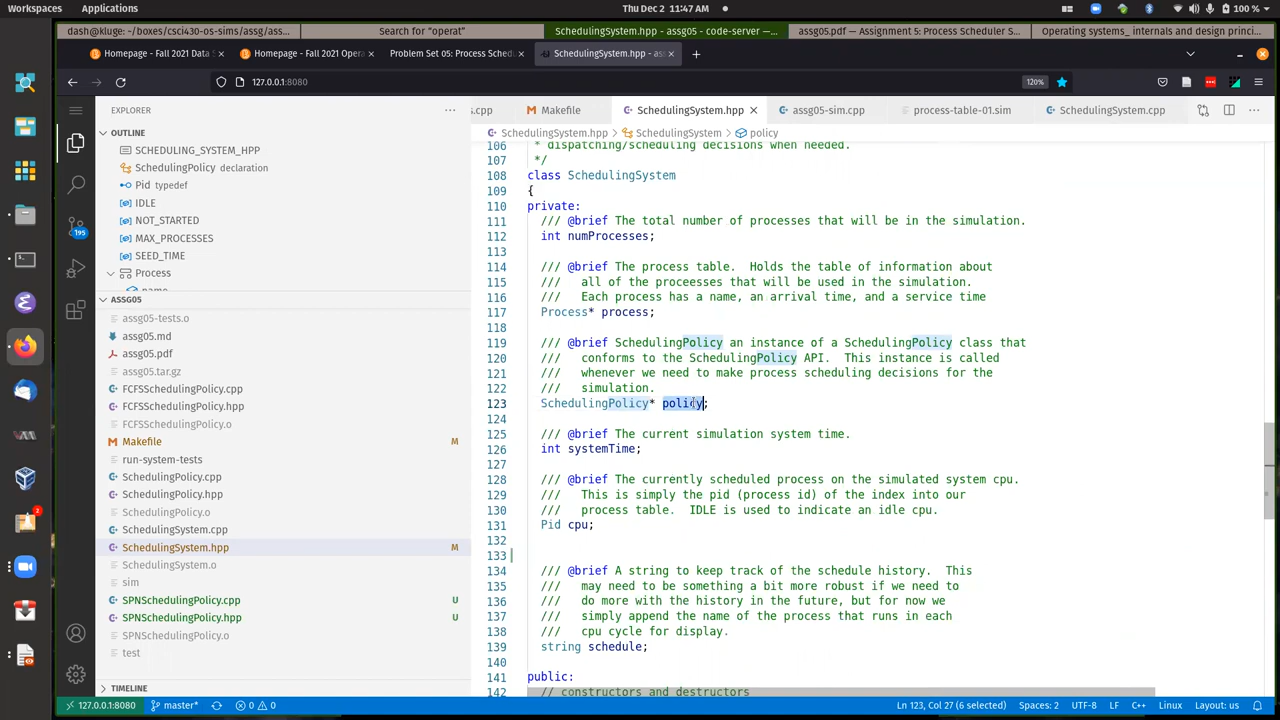 Workspaces Applications Thu Dec 2 11:47 AM 100 %
dash@kluge: ~/boxes/csci430-os-sims/assg/ass... Search for "operat" SchedulingSystem.hpp - assg05 - code-server —... assg05.pdf — Assignment 5: Process Scheduler S... Operating systems_ internals and design princi...
Homepage - Fall 2021 Data S Homepage - Fall 2021 Opera Problem Set 05: Process Sched SchedulingSystem.hpp - ass
127.0.0.1:8080 120%
EXPLORER
s.cpp Makefile SchedulingSystem.hpp assg05-sim.cpp process-table-01.sim SchedulingSystem.cpp
SchedulingSystem.hpp > SchedulingSystem > policy
OUTLINE
SCHEDULING_SYSTEM_HPP
SchedulingPolicy declaration
Pid typedef
IDLE
NOT_STARTED
MAX_PROCESSES
SEED_TIME
Process
name
195
ASSG05
assg05-tests.o
assg05.md
assg05.pdf
assg05.tar.gz
FCFSSchedulingPolicy.cpp
FCFSSchedulingPolicy.hpp
FCFSSchedulingPolicy.o
Makefile M
run-system-tests
SchedulingPolicy.cpp
SchedulingPolicy.hpp
SchedulingPolicy.o
SchedulingSystem.cpp
SchedulingSystem.hpp M
SchedulingSystem.o
sim
SPNSchedulingPolicy.cpp U
SPNSchedulingPolicy.hpp U
SPNSchedulingPolicy.o
test
TIMELINE
106 * dispatching/scheduling decisions when needed.
107 */
108 class SchedulingSystem
109 {
110 private:
111 /// @brief The total number of processes that will be in the simulation.
112 int numProcesses;
113
114 /// @brief The process table.  Holds the table of information about
115 ///   all of the proceesses that will be used in the simulation.
116 ///   Each process has a name, an arrival time, and a service time
117 Process* process;
118
119 /// @brief SchedulingPolicy an instance of a SchedulingPolicy class that
120 ///   conforms to the SchedulingPolicy API.  This instance is called
121 ///   whenever we need to make process scheduling decisions for the
122 ///   simulation.
123 SchedulingPolicy* policy;
124
125 /// @brief The current simulation system time.
126 int systemTime;
127
128 /// @brief The currently scheduled process on the simulated system cpu.
129 ///   This is simply the pid (process id) of the index into our
130 ///   process table.  IDLE is used to indicate an idle cpu.
131 Pid cpu;
132
133
134 /// @brief A string to keep track of the schedule history.  This
135 ///   may need to be something a bit more robust if we need to
136 ///   do more with the history in the future, but for now we
137 ///   simply append the name of the process that runs in each
138 ///   cpu cycle for display.
139 string schedule;
140
141 public:
142 // constructors and destructors
127.0.0.1:8080 master* 0 0 Ln 123, Col 27 (6 selected) Spaces: 2 UTF-8 LF C++ Linux Layout: us